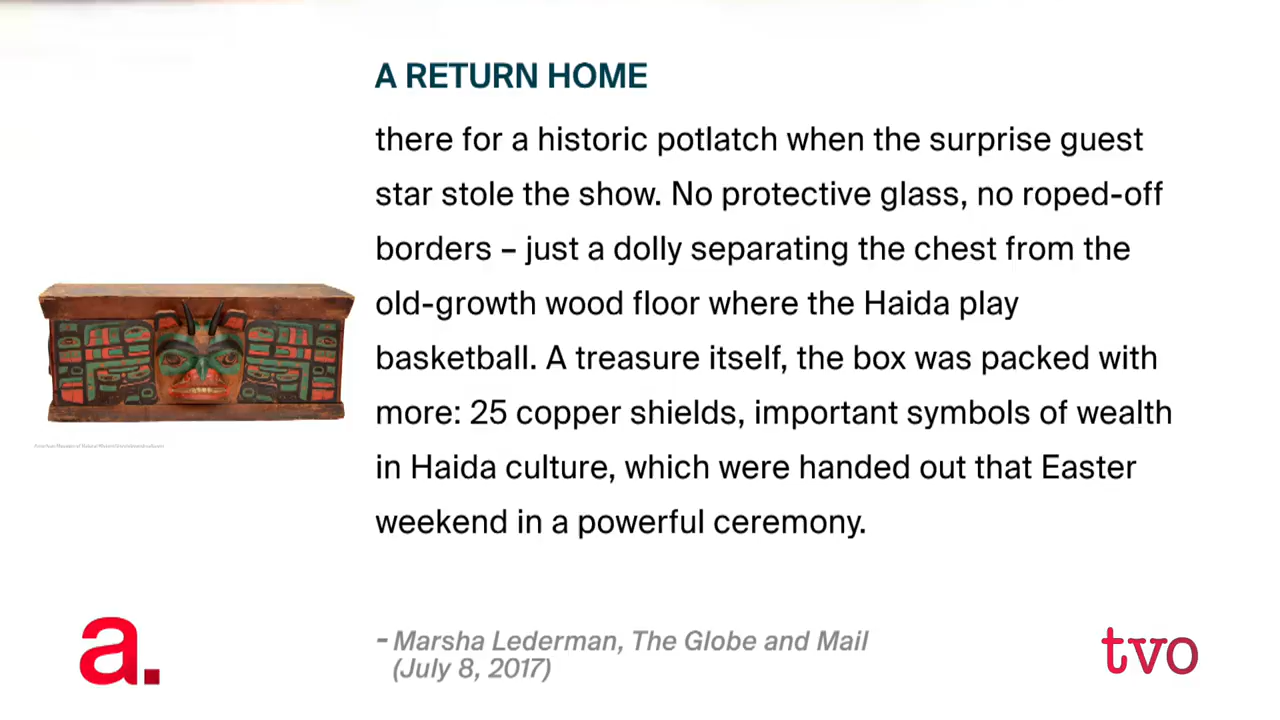 A RETURN HOME
there for a historic potlatch when the surprise guest
star stole the show. No protective glass, no roped-off
borders – just a dolly separating the chest from the
old-growth wood floor where the Haida play
basketball. A treasure itself, the box was packed with
more: 25 copper shields, important symbols of wealth
in Haida culture, which were handed out that Easter
weekend in a powerful ceremony.
– Marsha Lederman, The Globe and Mail
(July 8, 2017)
a.
tvo